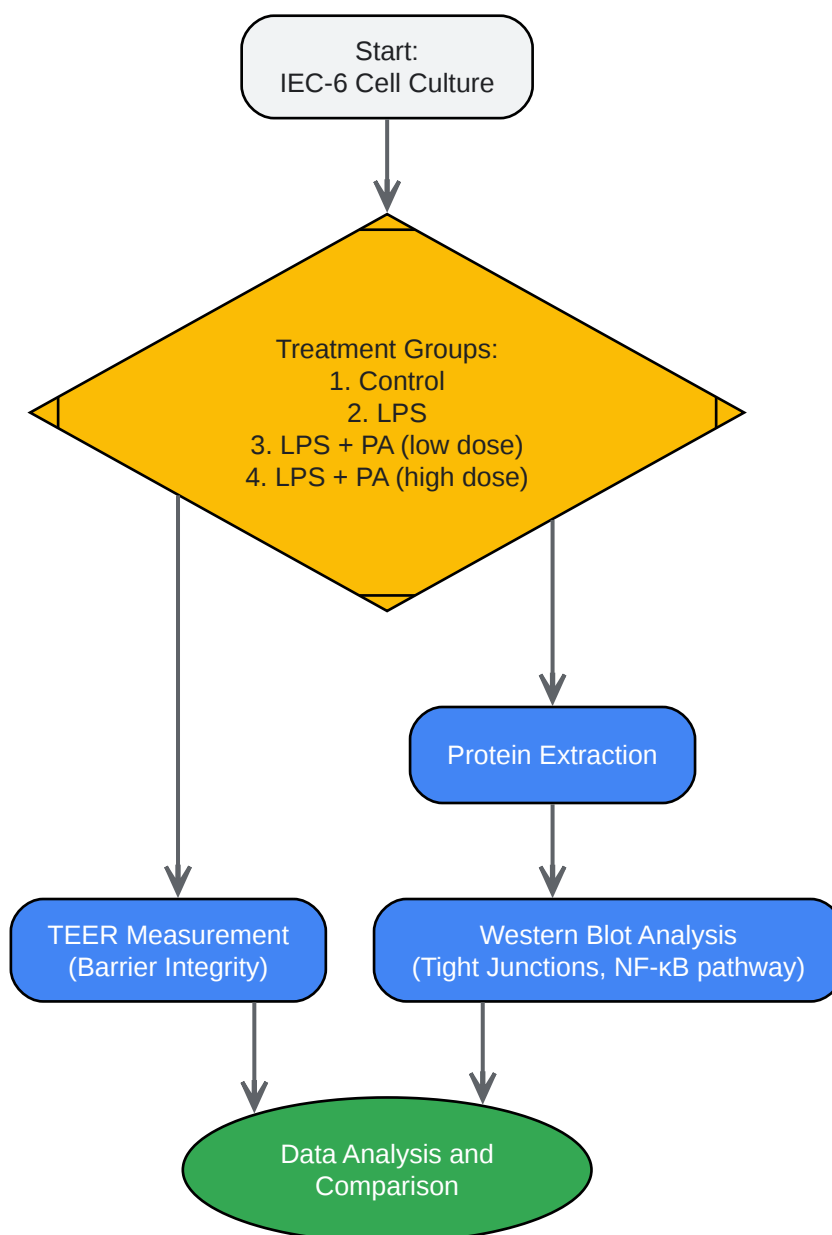 Start:
IEC-6 Cell Culture
Treatment Groups:
1. Control
2. LPS
3. LPS + PA (low dose)
4. LPS + PA (high dose)
Protein Extraction
TEER Measurement
(Barrier Integrity)
Western Blot Analysis
(Tight Junctions, NF-κB pathway)
Data Analysis and
Comparison